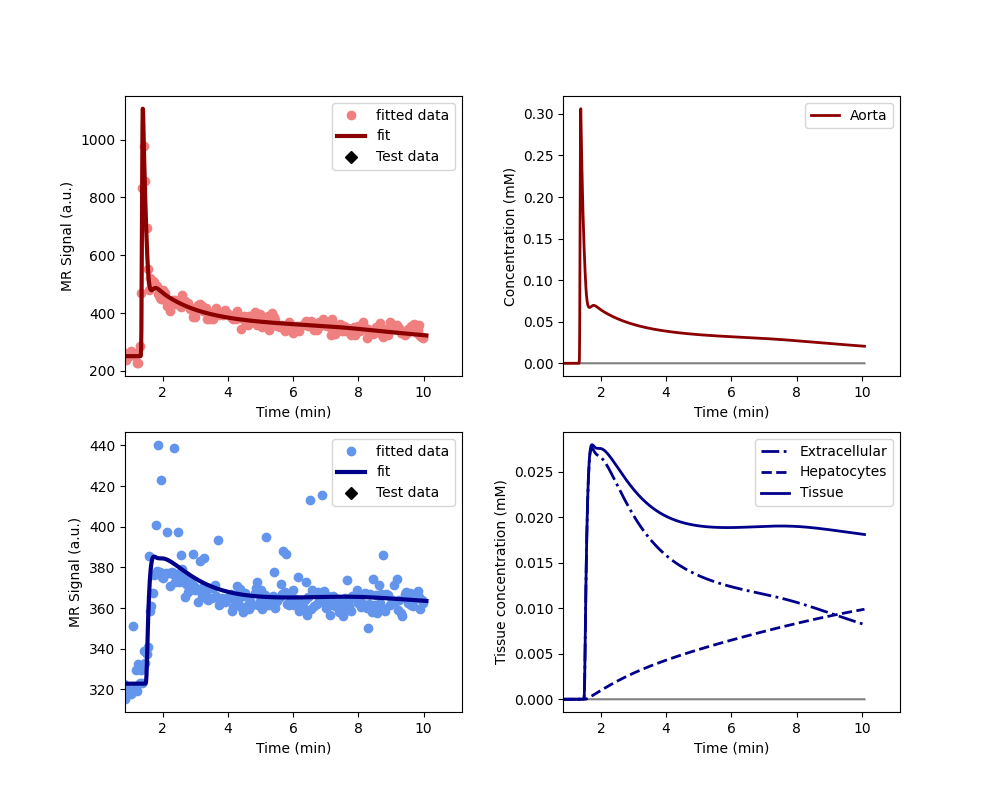 1000
800
600
400
200
MR Signal (a.u.)
fitted data
fit
Test data
2
4
6
8
10
Time (min)
0.30
0.25
0.20
0.15
0.10
0.05
0.00
Concentration (mM)
Aorta
2
4
6
8
10
Time (min)
440
420
400
380
360
340
320
MR Signal (a.u.)
fitted data
fit
Test data
2
4
6
8
10
Time (min)
0.025
0.020
0.015
0.010
0.005
0.000
Tissue concentration (mM)
Extracellular
Hepatocytes
Tissue
2
4
6
8
10
Time (min)